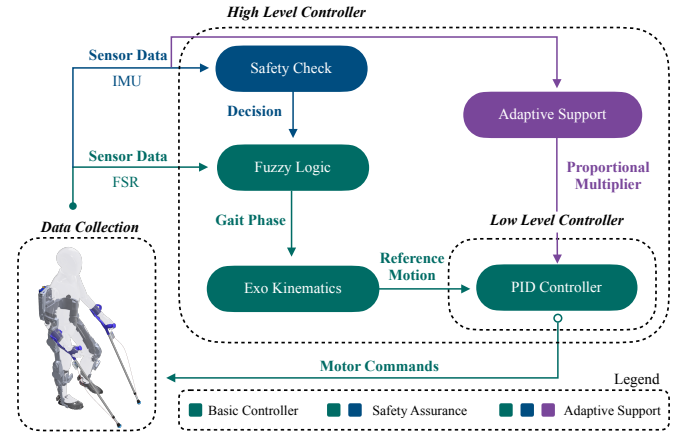 High Level Controller
Sensor Data
IMU
Safety Check
Decision
Adaptive Support
Sensor Data
FSR
Fuzzy Logic
Proportional
Multiplier
Gait Phase
Data Collection
Low Level Controller
Reference
Motion
Exo Kinematics
PID Controller
Motor Commands
Legend
Basic Controller
Safety Assurance
Adaptive Support